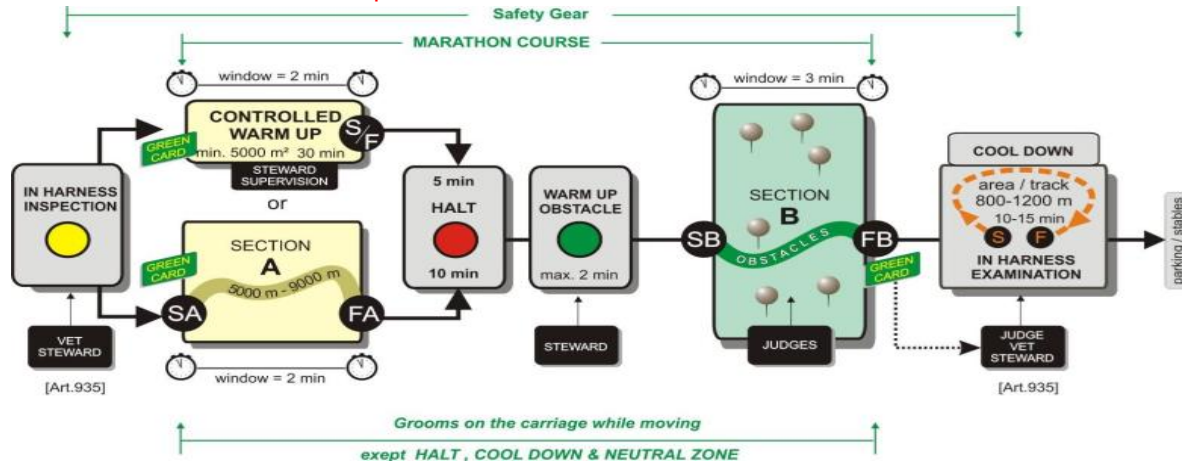 Safety Gear
MARATHON COURSE
window = 2 min
window = 3 min
CONTROLLED
WARM UP
S/F
GREEN
CARD
min. 5000 m² 30 min
STEWARD
SUPERVISION
or
IN HARNESS
INSPECTION
SECTION
A
5000 m - 9000 m
GREEN
CARD
SA
FA
window = 2 min
VET
STEWARD
[Art.935]
5 min
HALT
10 min
WARM UP
OBSTACLE
max. 2 min
STEWARD
SECTION
B
SB
OBSTACLES
FB
GREEN
CARD
JUDGES
COOL DOWN
area / track
800-1200 m
10-15 min
S F
IN HARNESS
EXAMINATION
JUDGE
VET
STEWARD
[Art.935]
parking / stables
Grooms on the carriage while moving
exept HALT , COOL DOWN & NEUTRAL ZONE